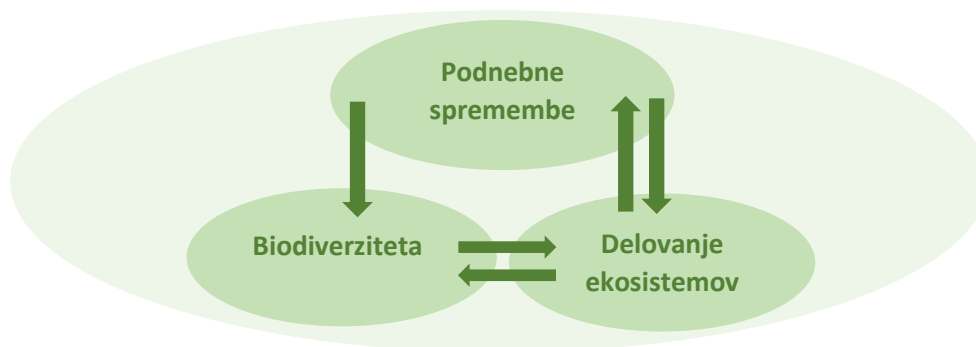 Podnebne
spremembe
Biodiverziteta
Delovanje
ekosistemov